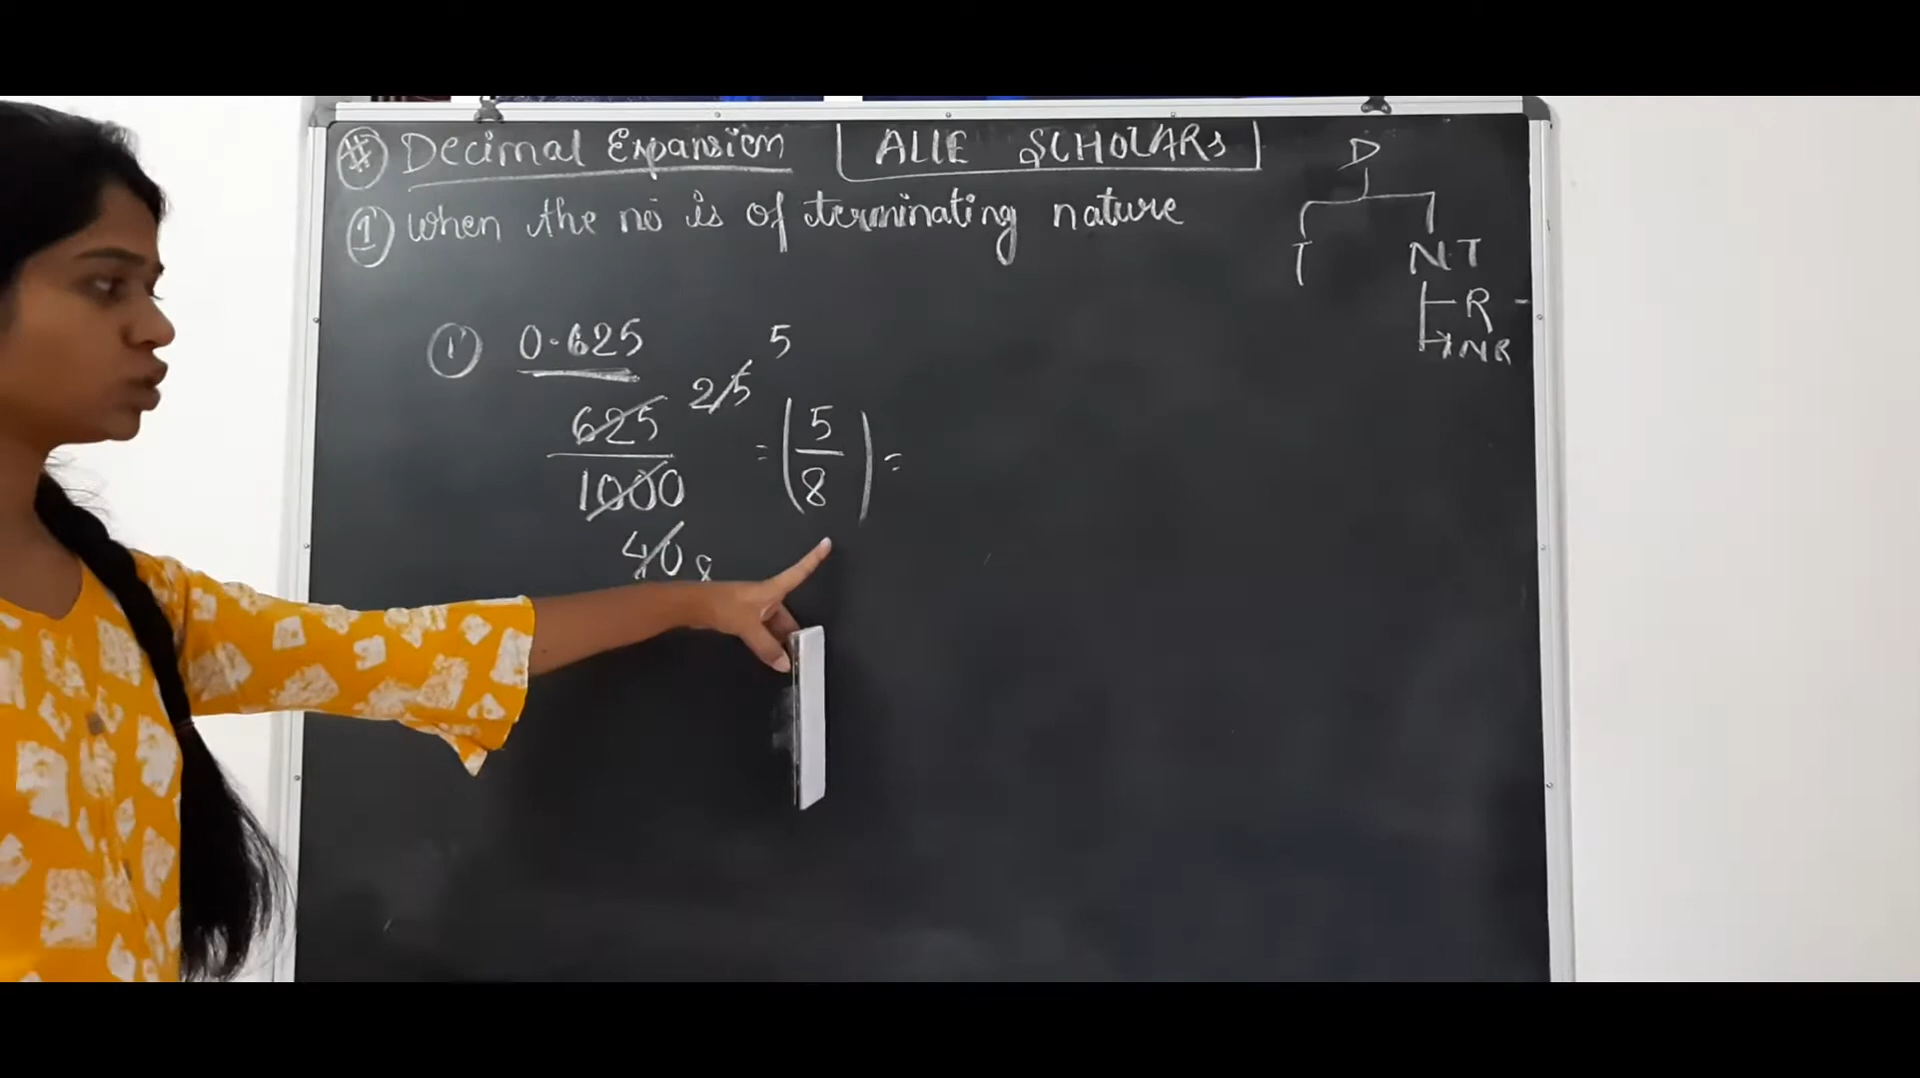 # Decimal Expansion ALLE SCHOLARS
① When the no is of terminating nature
D
T NT
R
NR
① 0.625
625 25 5
1000
40 8
= (5/8) =